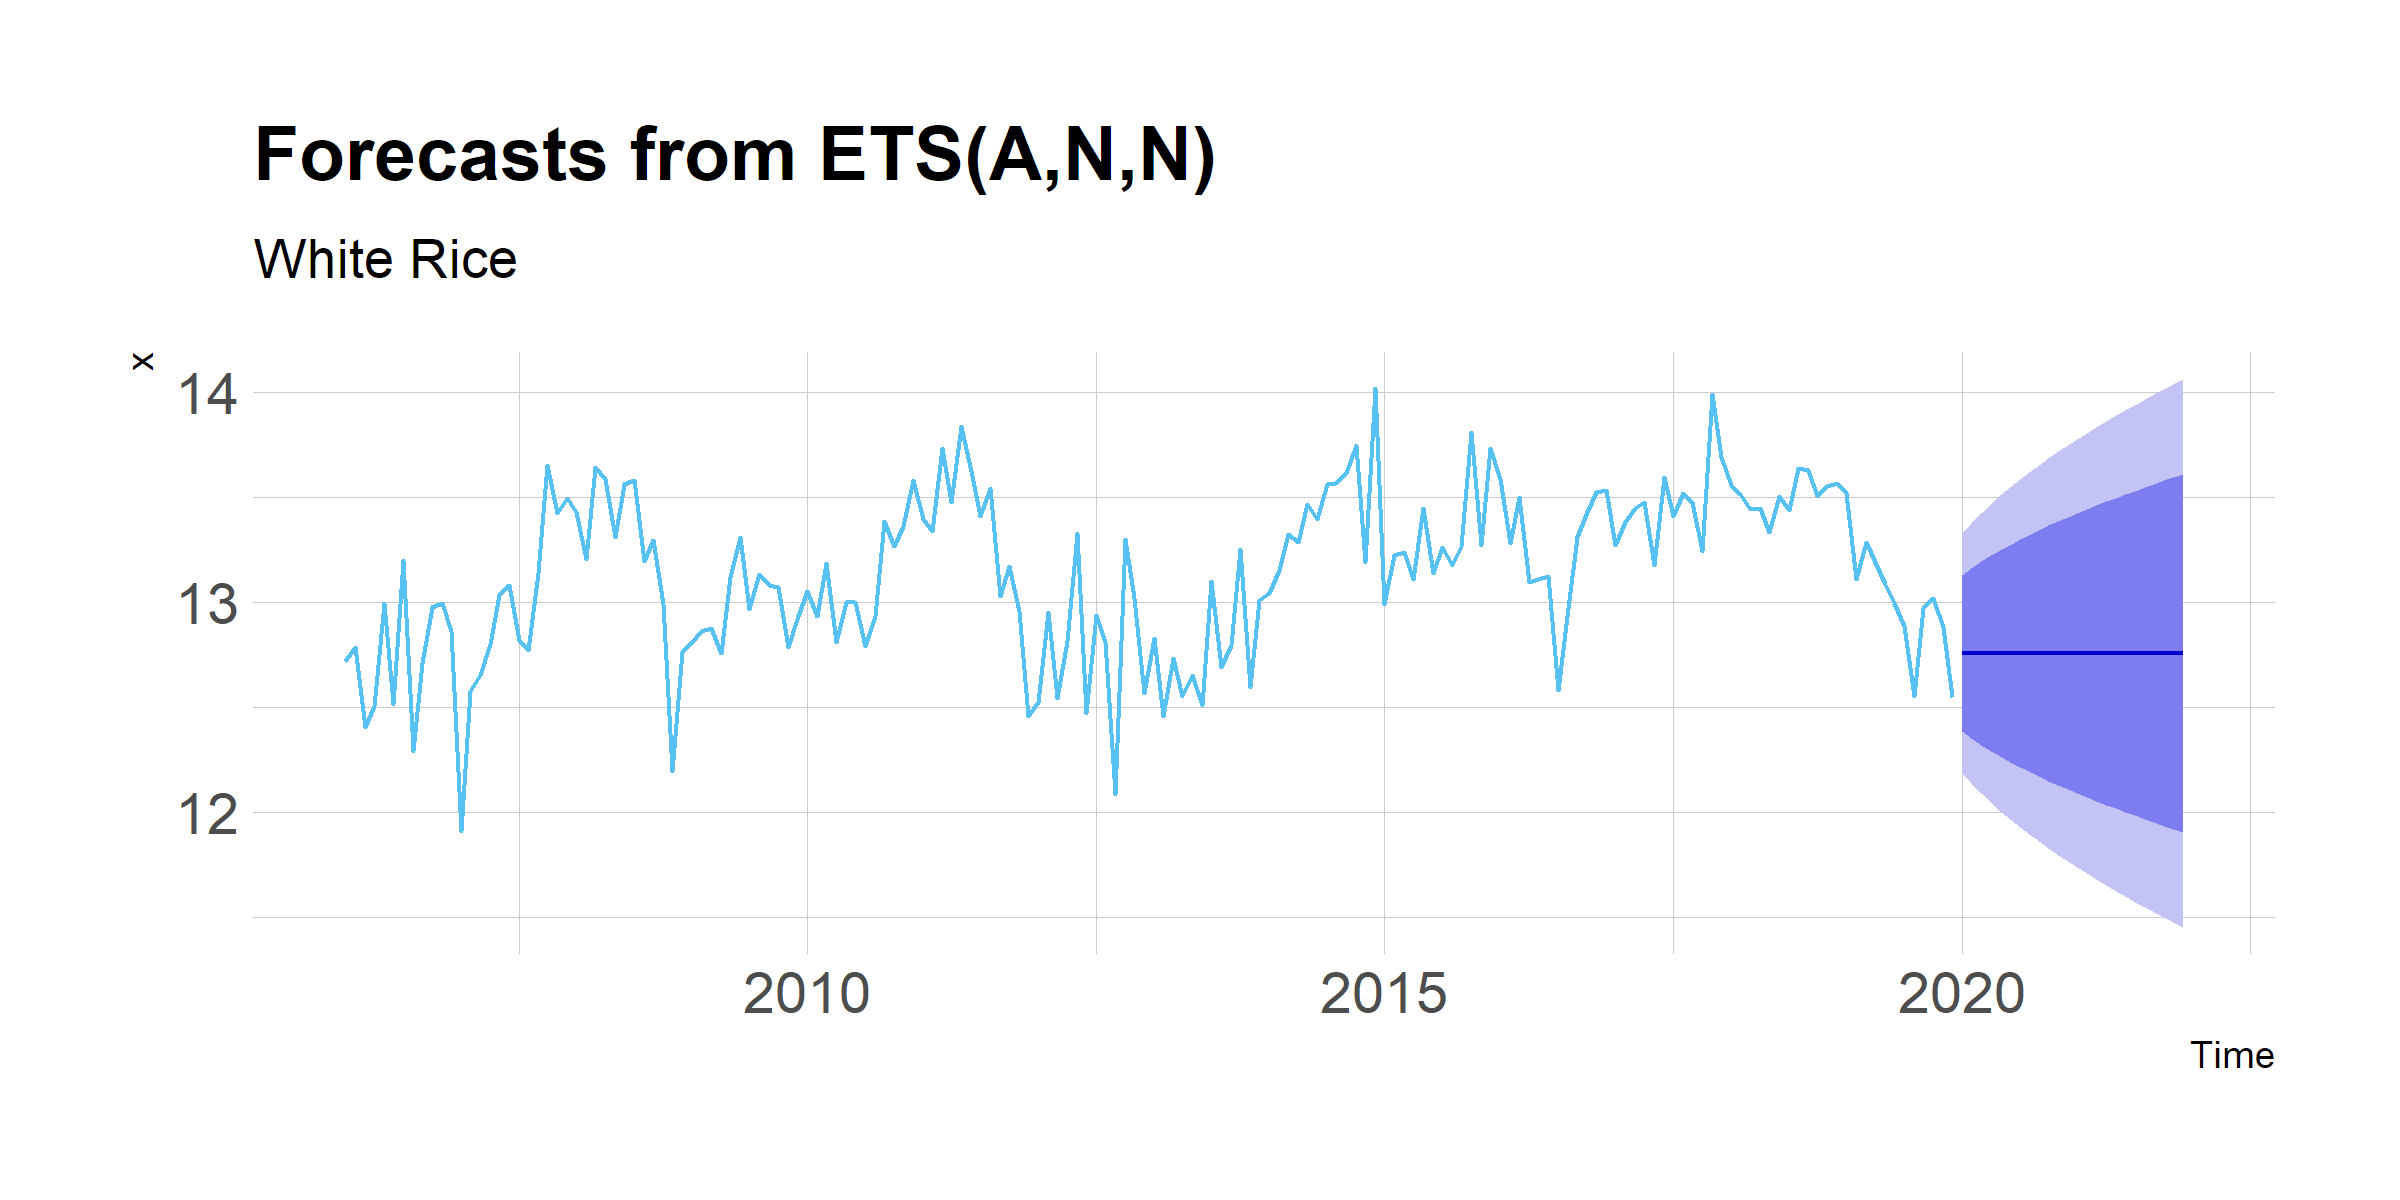 Forecasts from ETS(A,N,N)
White Rice
x
14
13
12
2010 2015 2020
Time